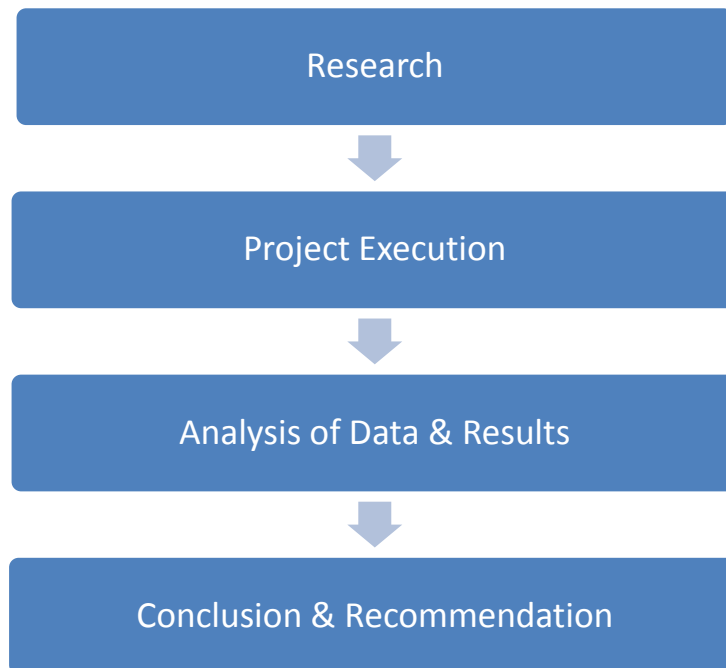 Research
Project Execution
Analysis of Data & Results
Conclusion & Recommendation